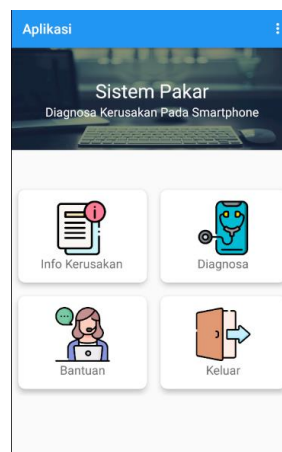 Aplikasi
Sistem Pakar
Diagnosa Kerusakan Pada Smartphone
Info Kerusakan
Diagnosa
Bantuan
Keluar